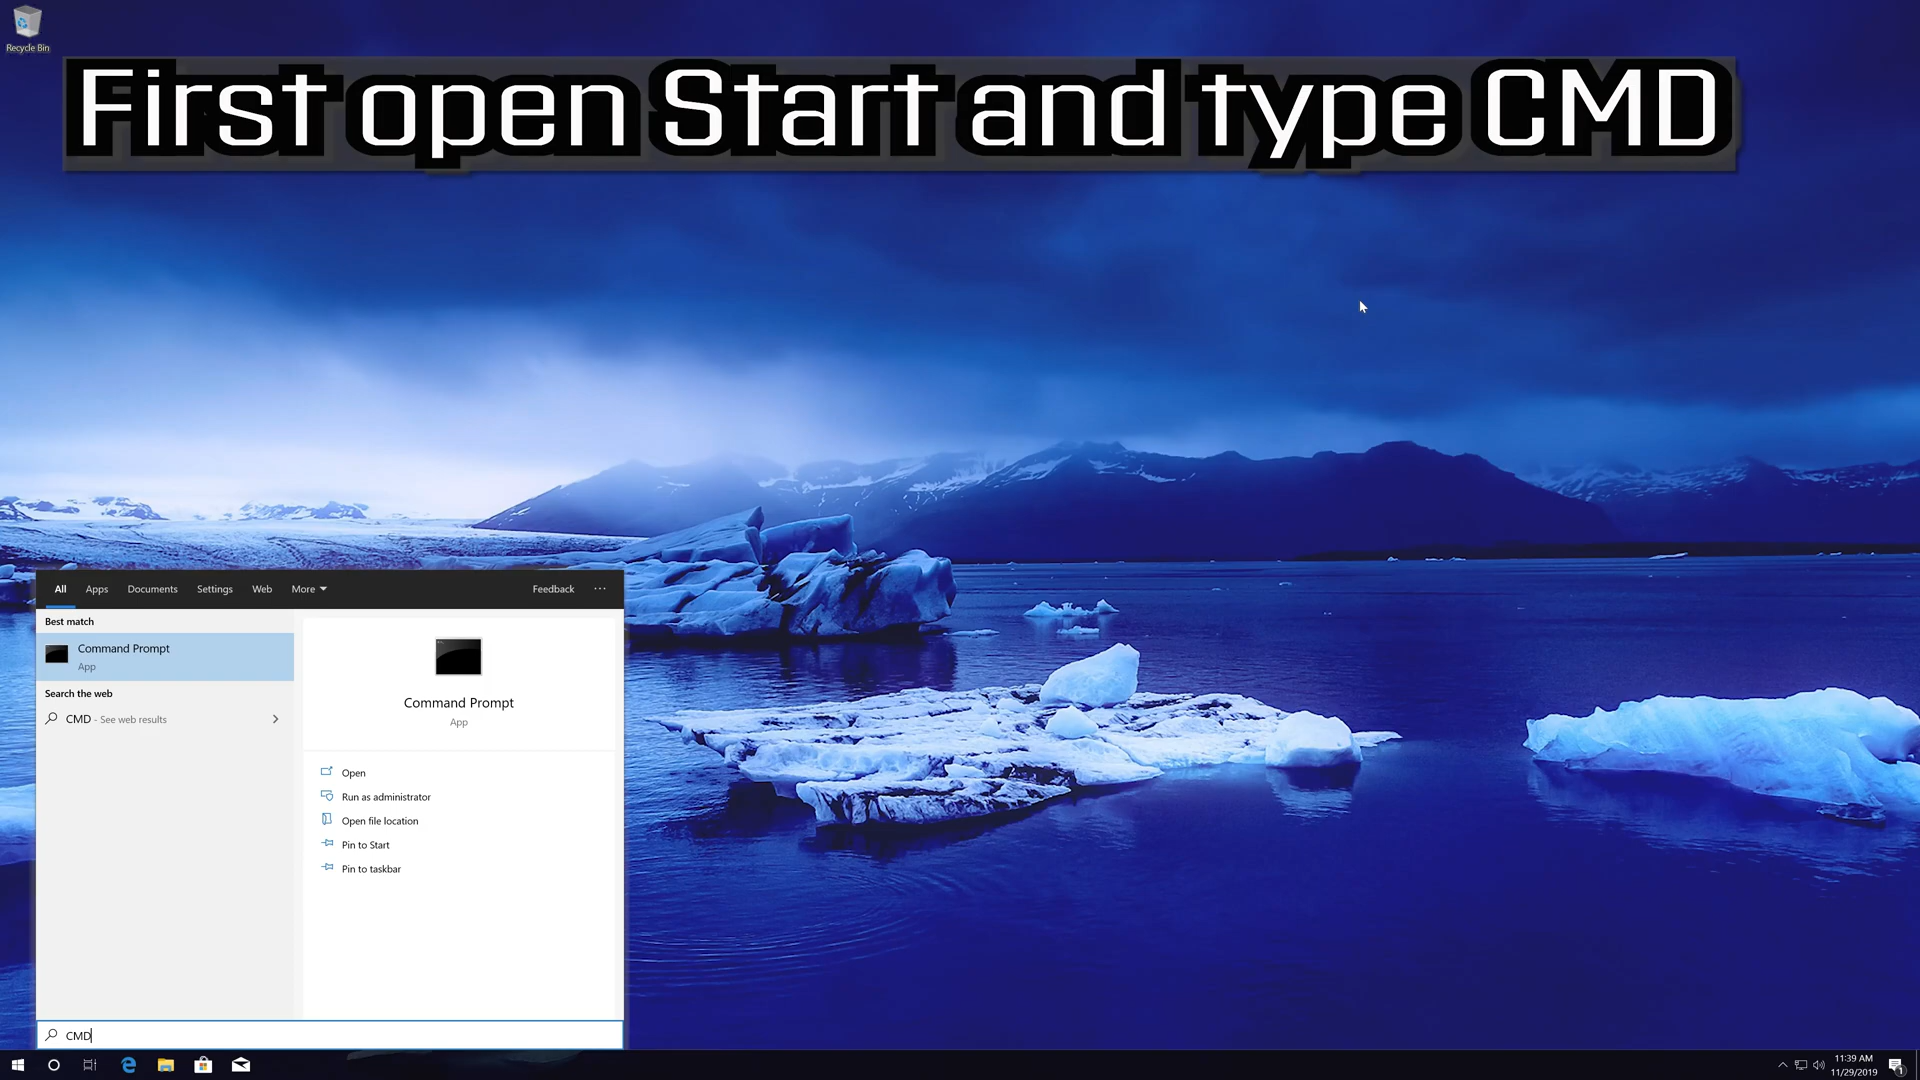 Recycle Bin
First open Start and type CMD
All Apps Documents Settings Web More Feedback ...
Best match
Command Prompt
App
Search the web
CMD - See web results
Command Prompt
App
Open
Run as administrator
Open file location
Pin to Start
Pin to taskbar
CMD
11:39 AM
11/29/2019
1